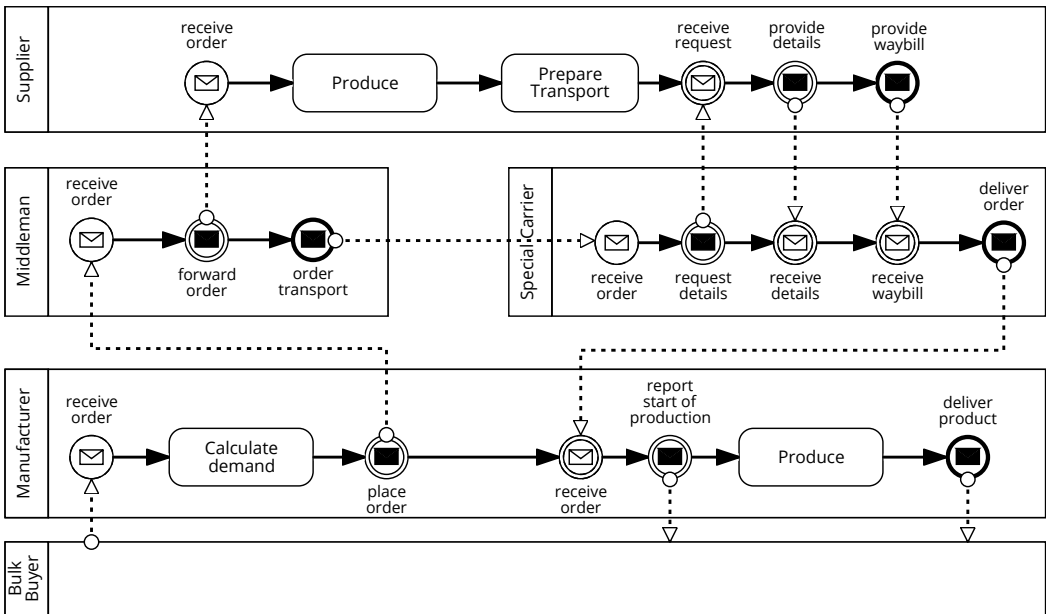 Supplier
receive
order
Produce
Prepare
Transport
receive
request
provide
details
provide
waybill
Middleman
receive
order
forward
order
order
transport
Special Carrier
receive
order
request
details
receive
details
receive
waybill
deliver
order
Manufacturer
receive
order
Calculate
demand
place
order
receive
order
report
start of
production
Produce
deliver
product
Bulk
Buyer